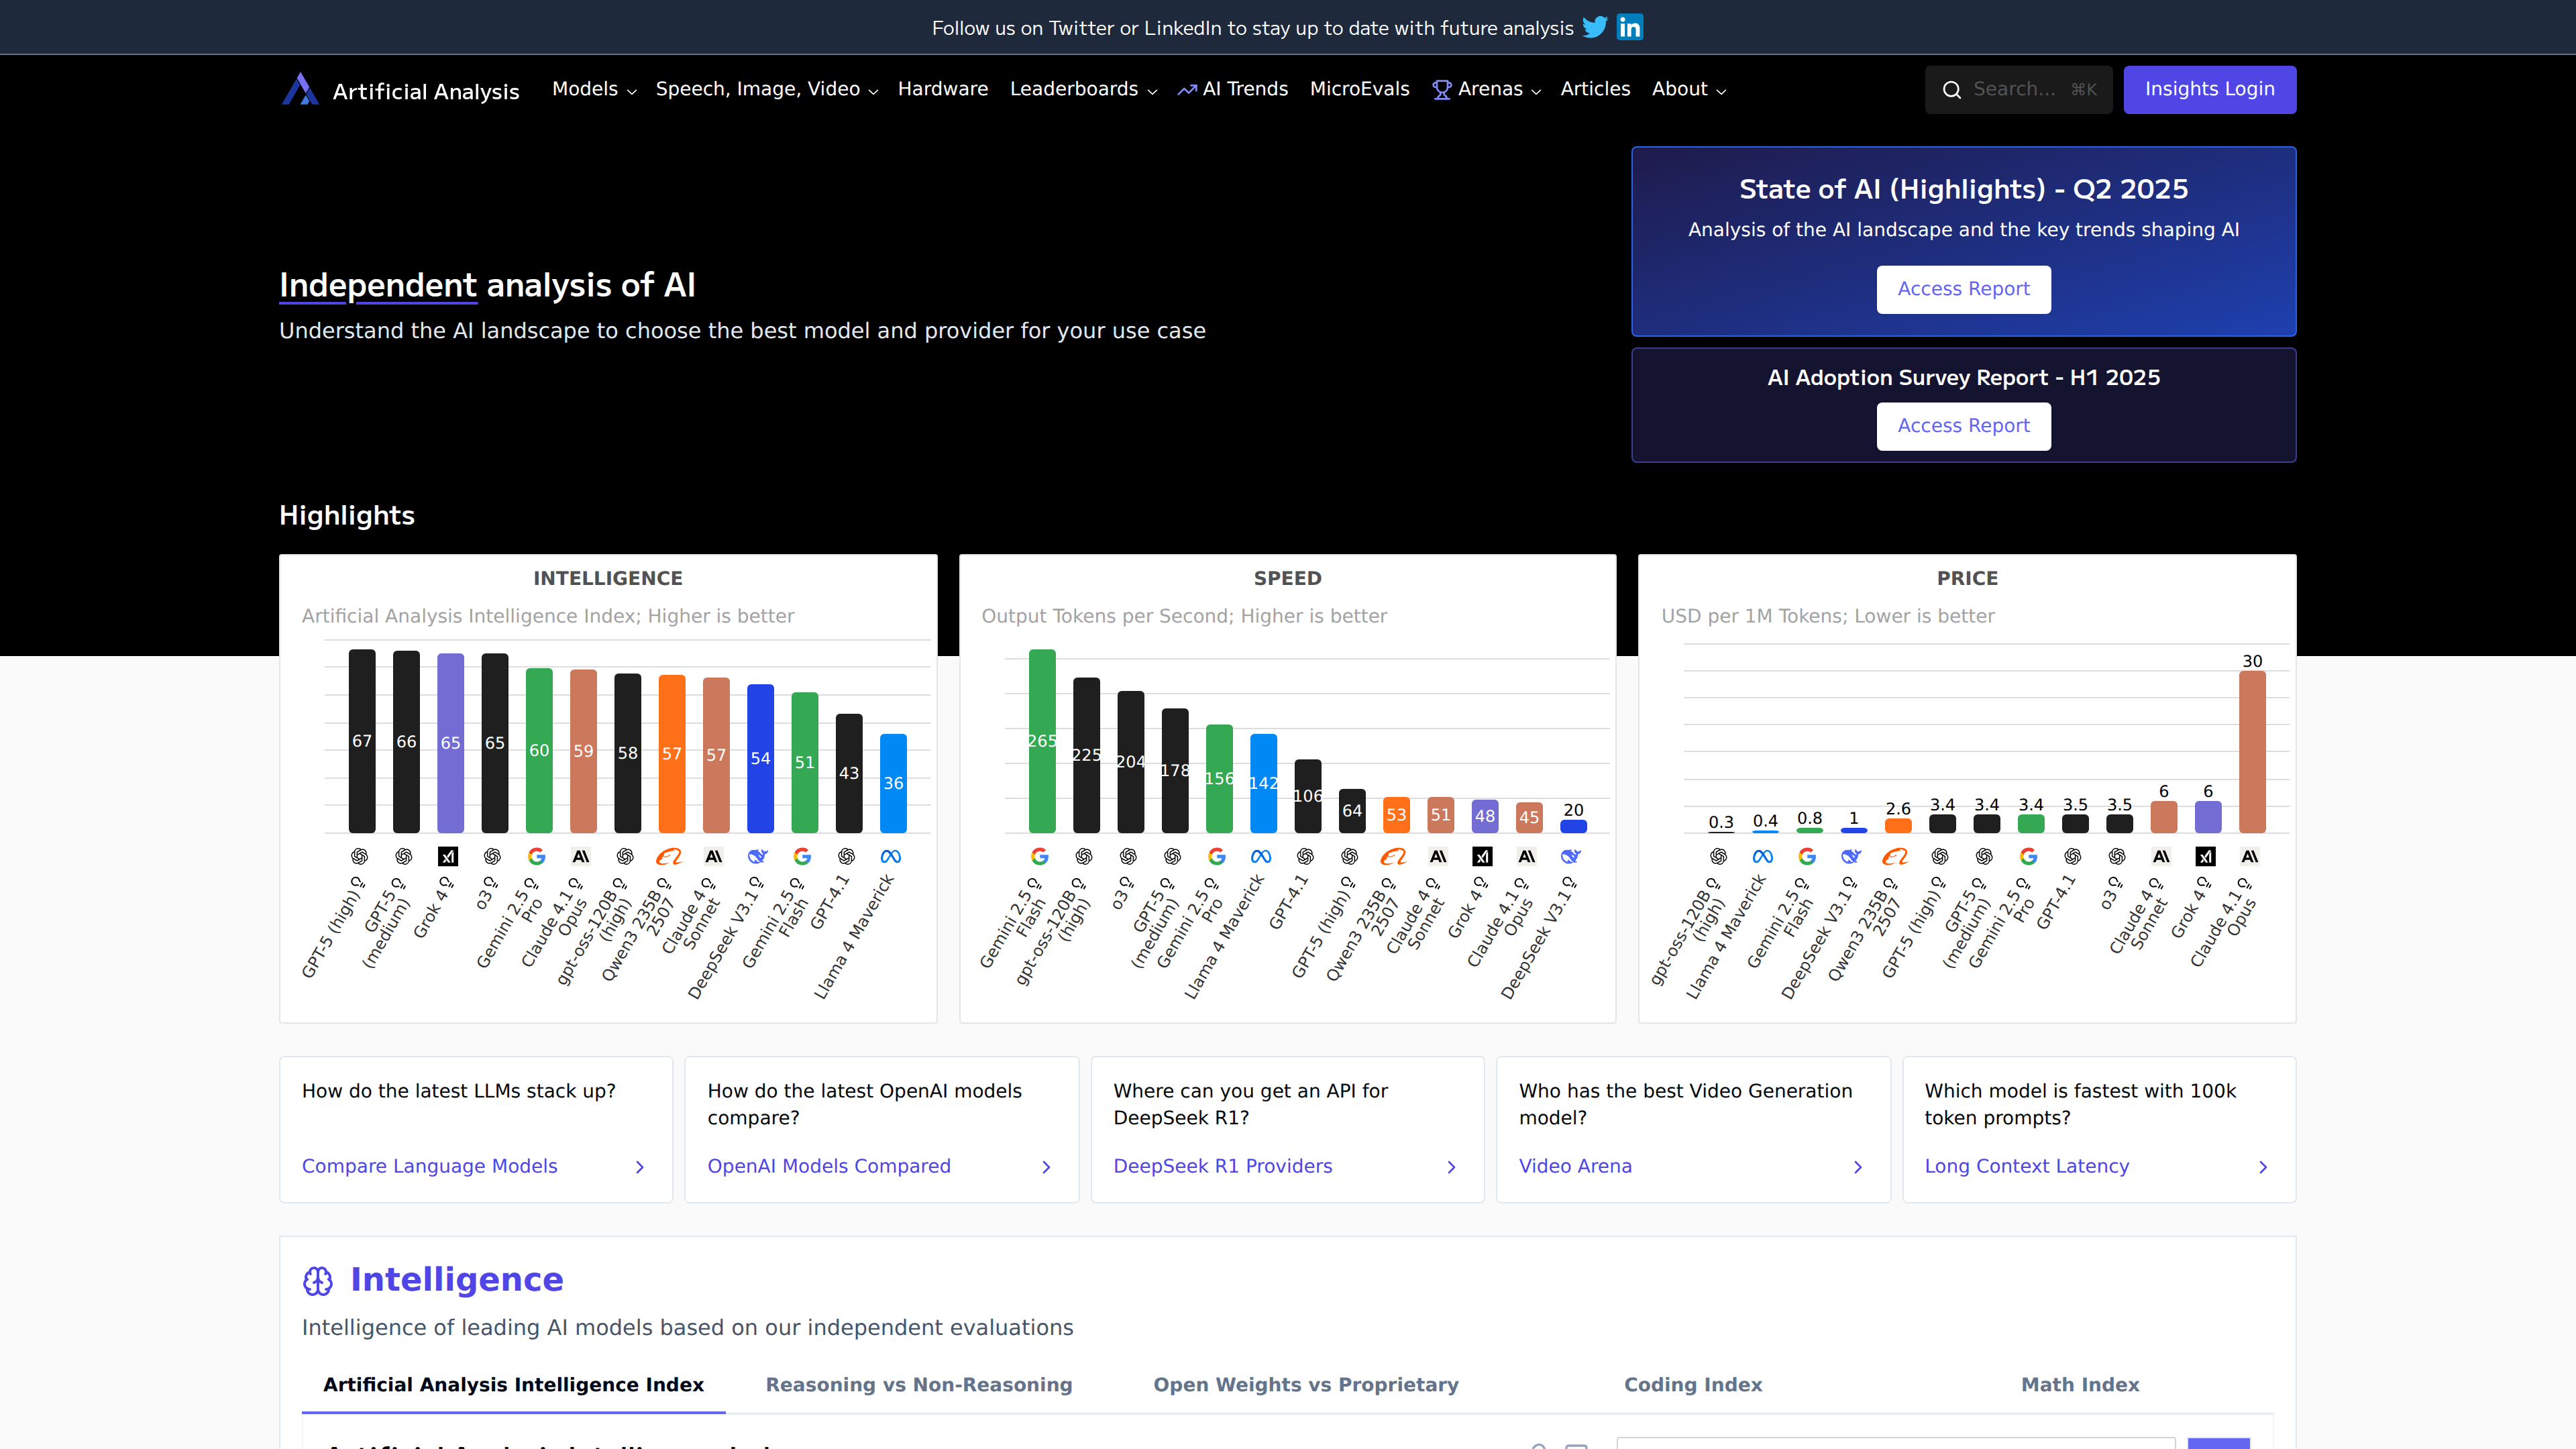 Follow us on Twitter or LinkedIn to stay up to date with future analysis
Artificial Analysis
Models
Speech, Image, Video
Hardware
Leaderboards
AI Trends
MicroEvals
Arenas
Articles
About
Search... ⌘K
Insights Login
Independent analysis of AI
Understand the AI landscape to choose the best model and provider for your use case
State of AI (Highlights) - Q2 2025
Analysis of the AI landscape and the key trends shaping AI
Access Report
AI Adoption Survey Report - H1 2025
Access Report
Highlights
INTELLIGENCE
Artificial Analysis Intelligence Index; Higher is better
67 66 65 65 60 59 58 57 57 54 51 43 36
GPT-5 (high)
GPT-5
(medium)
Grok 4
o3
Gemini 2.5
Pro
Claude 4.1
Opus
gpt-oss-120B
(high)
Qwen3 235B
2507
Claude 4
Sonnet
DeepSeek V3.1
Gemini 2.5
Flash
GPT-4.1
Llama 4 Maverick
SPEED
Output Tokens per Second; Higher is better
265 225 204 178 156 142 106 64 53 51 48 45 20
Gemini 2.5
Flash
gpt-oss-120B
(high)
o3
GPT-5
(medium)
Gemini 2.5
Pro
Llama 4 Maverick
GPT-4.1
GPT-5 (high)
Qwen3 235B
2507
Claude 4
Sonnet
Grok 4
Claude 4.1
Opus
DeepSeek V3.1
PRICE
USD per 1M Tokens; Lower is better
0.3 0.4 0.8 1 2.6 3.4 3.4 3.4 3.5 3.5 6 6 30
gpt-oss-120B
(high)
Llama 4 Maverick
Gemini 2.5
Flash
DeepSeek V3.1
Qwen3 235B
2507
GPT-5 (high)
GPT-5
(medium)
Gemini 2.5
Pro
GPT-4.1
o3
Claude 4
Sonnet
Grok 4
Claude 4.1
Opus
How do the latest LLMs stack up?
Compare Language Models
How do the latest OpenAI models
compare?
OpenAI Models Compared
Where can you get an API for
DeepSeek R1?
DeepSeek R1 Providers
Who has the best Video Generation
model?
Video Arena
Which model is fastest with 100k
token prompts?
Long Context Latency
Intelligence
Intelligence of leading AI models based on our independent evaluations
Artificial Analysis Intelligence Index
Reasoning vs Non-Reasoning
Open Weights vs Proprietary
Coding Index
Math Index